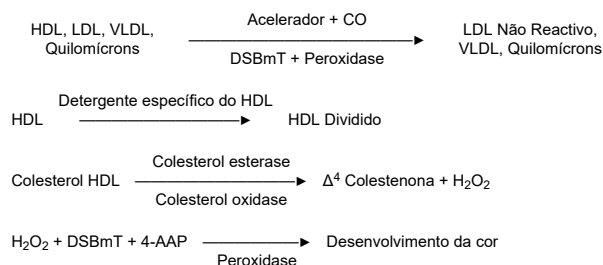 Acelerador + CO
HDL, LDL, VLDL, Quilomícrons ——————► LDL Não Reactivo, VLDL, Quilomícrons
DSBmT + Peroxidase
Detergente específico do HDL
HDL ——————► HDL Dividido
Colesterol esterase
Colesterol HDL ——————► Δ⁴ Colestenona + H₂O₂
Colesterol oxidase
H₂O₂ + DSBmT + 4-AAP ——————► Desenvolvimento da cor
Peroxidase